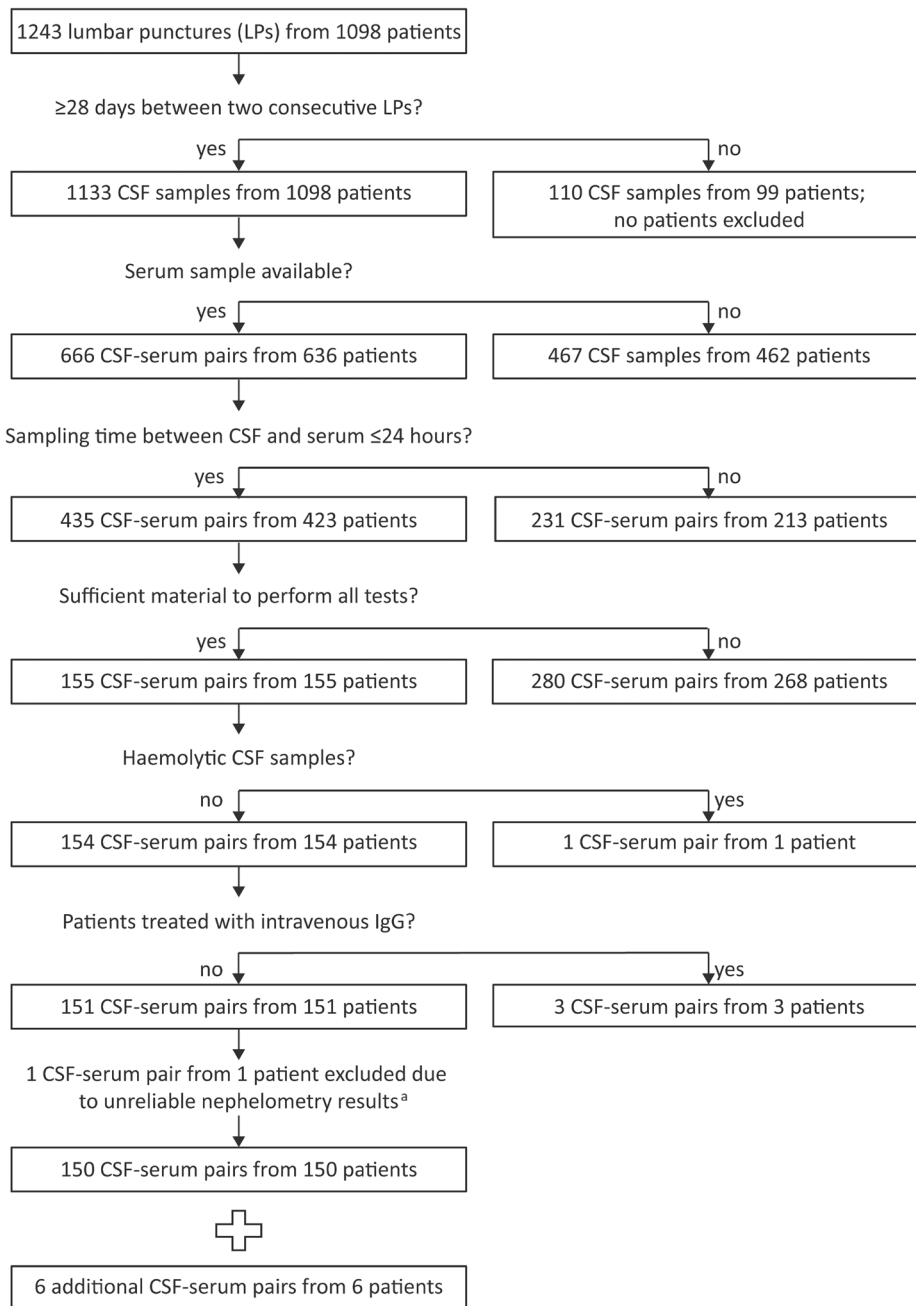 1243 lumbar punctures (LPs) from 1098 patients
≥28 days between two consecutive LPs?
yes
no
1133 CSF samples from 1098 patients
110 CSF samples from 99 patients;
no patients excluded
Serum sample available?
yes
no
666 CSF-serum pairs from 636 patients
467 CSF samples from 462 patients
Sampling time between CSF and serum ≤24 hours?
yes
no
435 CSF-serum pairs from 423 patients
231 CSF-serum pairs from 213 patients
Sufficient material to perform all tests?
yes
no
155 CSF-serum pairs from 155 patients
280 CSF-serum pairs from 268 patients
Haemolytic CSF samples?
no
yes
154 CSF-serum pairs from 154 patients
1 CSF-serum pair from 1 patient
Patients treated with intravenous IgG?
no
yes
151 CSF-serum pairs from 151 patients
3 CSF-serum pairs from 3 patients
1 CSF-serum pair from 1 patient excluded due
to unreliable nephelometry resultsᵃ
150 CSF-serum pairs from 150 patients
6 additional CSF-serum pairs from 6 patients